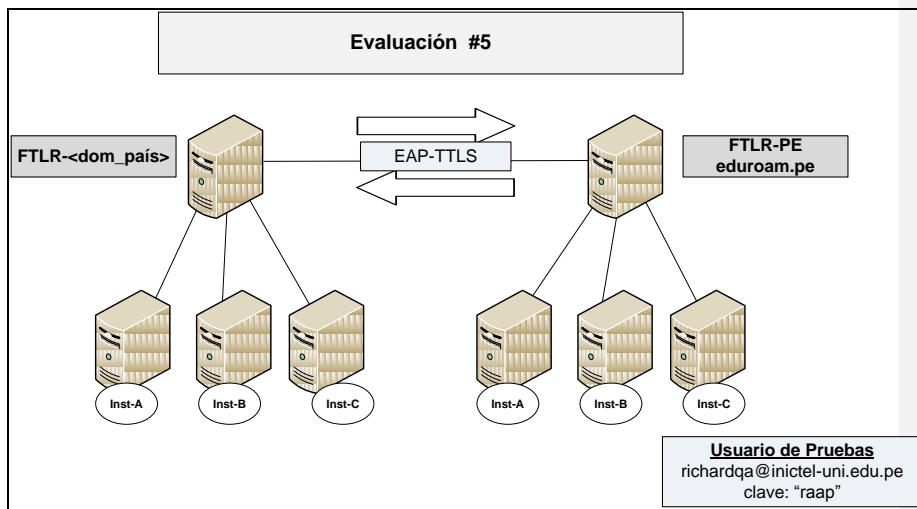 Evaluación #5
FTLR-<dom_país>
EAP-TTLS
FTLR-PE
eduroam.pe
Inst-A
Inst-B
Inst-C
Inst-A
Inst-B
Inst-C
Usuario de Pruebas
richardqa@inictel-uni.edu.pe
clave: “raap”